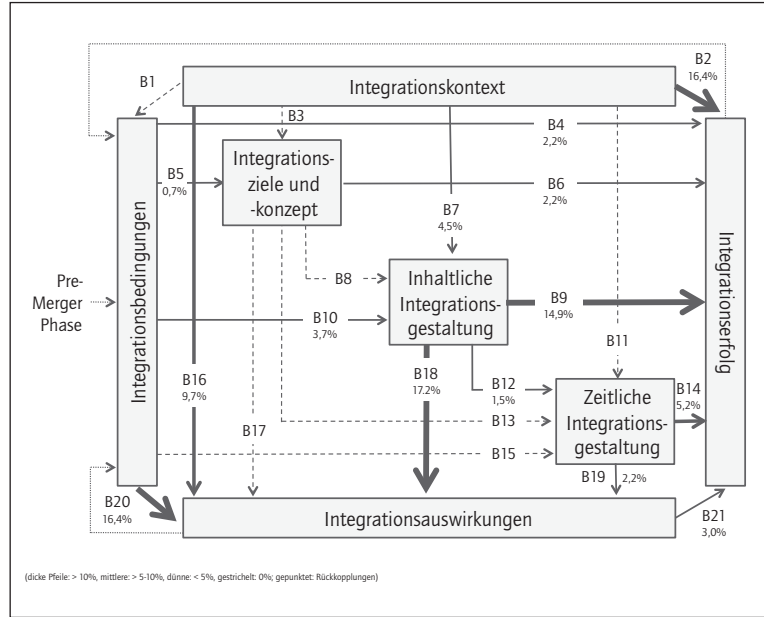 B2
16,4%
B1
Integrationskontext
B3
B4
2,2%
Integrations-
ziele und
-konzept
B5
0,7%
B6
2,2%
B7
4,5%
Pre-
Merger
Phase
Integrationsbedingungen
B8
Inhaltliche
Integrations-
gestaltung
B9
14,9%
Integrationserfolg
B10
3,7%
B11
B16
9,7%
B18
17.2%
B12
1,5%
Zeitliche
Integrations-
gestaltung
B14
5,2%
B13
B17
B15
B19
2,2%
B20
16,4%
Integrationsauswirkungen
B21
3,0%
(dicke Pfeile: > 10%, mittlere: > 5-10%, dünne: < 5%, gestrichelt: 0%; gepunktet: Rückkopplungen)